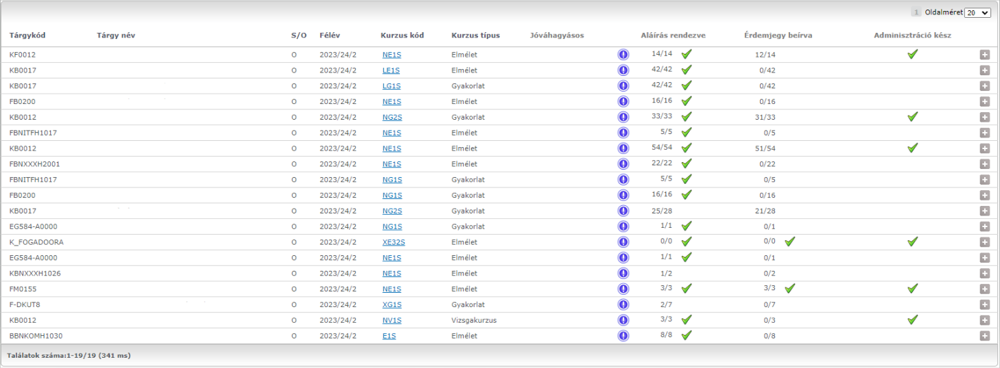 1 Oldalméret 20
Tárgykód Tárgy név S/O Félév Kurzus kód Kurzus típus Jóváhagyásos Aláírás rendezve Érdemjegy beírva Adminisztráció kész
KF0012 O 2023/24/2 NE1S Elmélet 14/14 12/14
KB0017 O 2023/24/2 LE1S Elmélet 42/42 0/42
KB0017 O 2023/24/2 LG1S Gyakorlat 42/42 0/42
FB0200 O 2023/24/2 NE1S Elmélet 16/16 0/16
KB0012 O 2023/24/2 NG2S Gyakorlat 33/33 31/33
FBNITFH1017 O 2023/24/2 NE1S Elmélet 5/5 0/5
KB0012 O 2023/24/2 NE1S Elmélet 54/54 51/54
FBNXXXH2001 O 2023/24/2 NE1S Elmélet 22/22 0/22
FBNITFH1017 O 2023/24/2 NG1S Gyakorlat 5/5 0/5
FB0200 O 2023/24/2 NG1S Gyakorlat 16/16 0/16
KB0017 O 2023/24/2 NG2S Gyakorlat 25/28 21/28
EG584-A0000 O 2023/24/2 NG1S Gyakorlat 1/1 0/1
K_FOGADOORA O 2023/24/2 XE32S Elmélet 0/0 0/0
EG584-A0000 O 2023/24/2 NE1S Elmélet 1/1 0/1
KBNXXXH1026 O 2023/24/2 NE1S Elmélet 1/2 0/2
FM0155 O 2023/24/2 NE1S Elmélet 3/3 3/3
F-DKUT8 O 2023/24/2 XG1S Gyakorlat 2/7 0/7
KB0012 O 2023/24/2 NV1S Vizsgakurzus 3/3 0/3
BBNKOMH1030 O 2023/24/2 E1S Elmélet 8/8 0/8
Találatok száma:1-19/19 (341 ms)